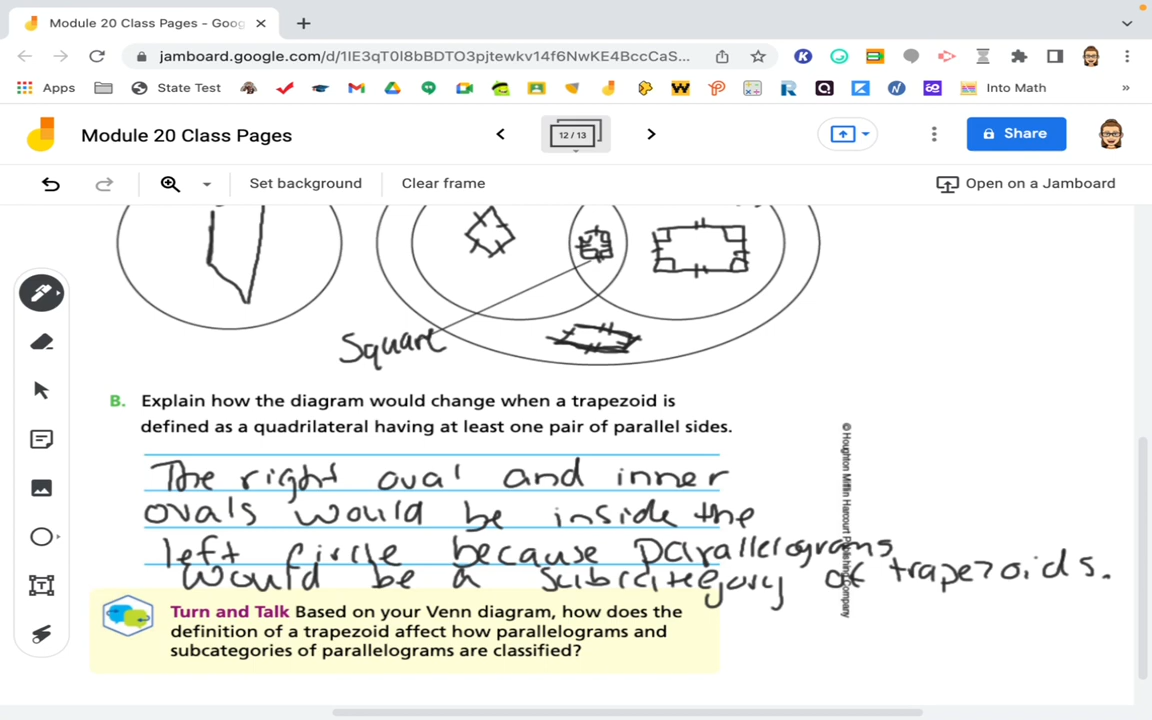 Module 20 Class Pages - Goog
jamboard.google.com/d/1IE3qT0I8bBDTO3pjtewkv14f6NwKE4BccCaS...
Apps State Test Into Math »
Module 20 Class Pages 12 / 13 Share
Set background Clear frame Open on a Jamboard
Square
B. Explain how the diagram would change when a trapezoid is
defined as a quadrilateral having at least one pair of parallel sides.
The right oval and inner
ovals would be inside the
left circle because parallelograms
would be a subcategory of trapezoids.
© Houghton Mifflin Harcourt Publishing Company
Turn and Talk Based on your Venn diagram, how does the
definition of a trapezoid affect how parallelograms and
subcategories of parallelograms are classified?